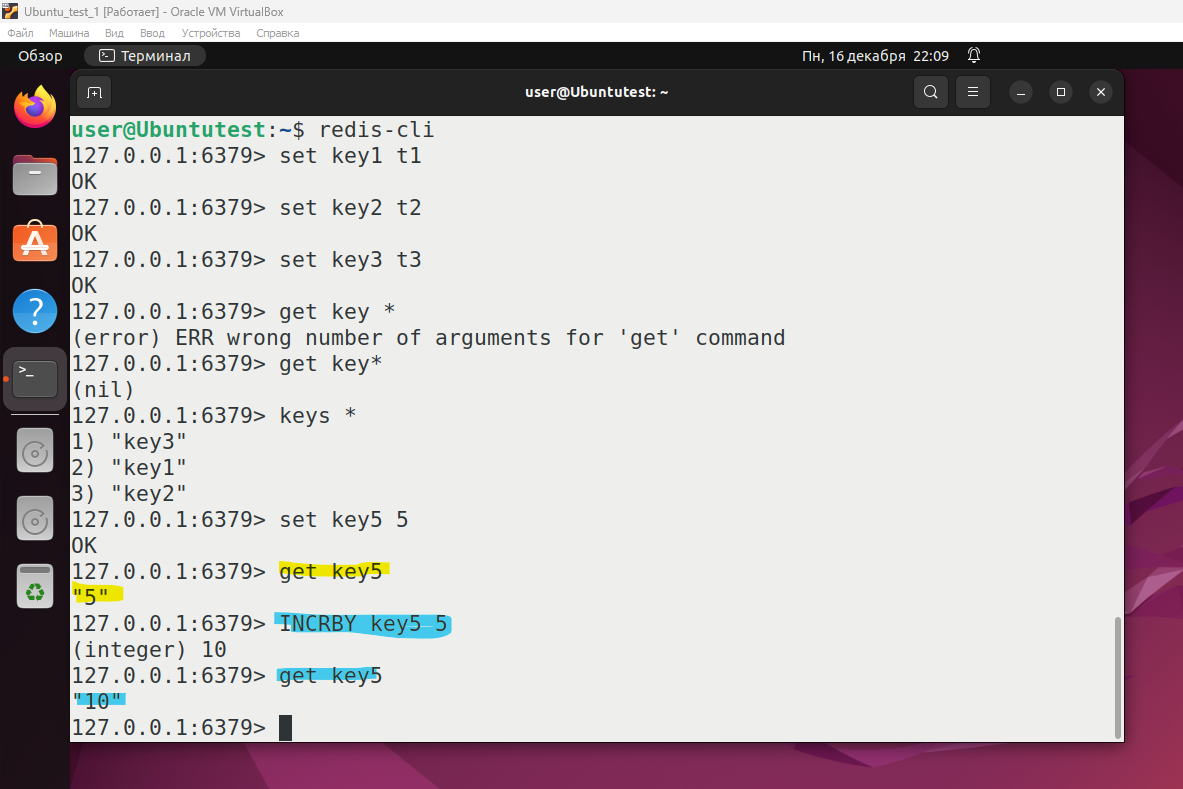 Ubuntu_test_1 [Работает] - Oracle VM VirtualBox
Файл Машина Вид Ввод Устройства Справка
Обзор Терминал Пн, 16 декабря 22:09
user@Ubuntutest: ~
user@Ubuntutest:~$ redis-cli
127.0.0.1:6379> set key1 t1
OK
127.0.0.1:6379> set key2 t2
OK
127.0.0.1:6379> set key3 t3
OK
127.0.0.1:6379> get key *
(error) ERR wrong number of arguments for 'get' command
127.0.0.1:6379> get key*
(nil)
127.0.0.1:6379> keys *
1) "key3"
2) "key1"
3) "key2"
127.0.0.1:6379> set key5 5
OK
127.0.0.1:6379> get key5
"5"
127.0.0.1:6379> INCRBY key5 5
(integer) 10
127.0.0.1:6379> get key5
"10"
127.0.0.1:6379>